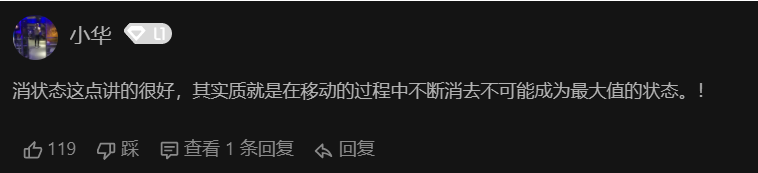 小华 L1
消状态这点讲的很好，其实质就是在移动的过程中不断消去不可能成为最大值的状态。！
119 踩 查看 1 条回复 回复